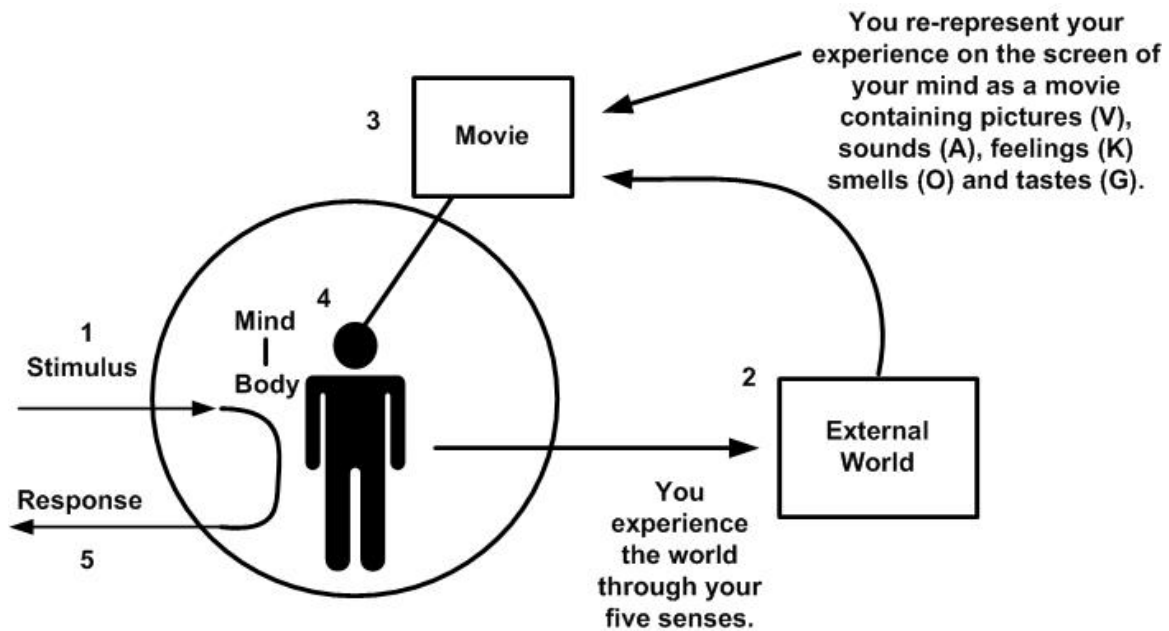 You re-represent your
experience on the screen of
your mind as a movie
containing pictures (V),
sounds (A), feelings (K)
smells (O) and tastes (G).
3
Movie
4
Mind
Body
1
Stimulus
2
External
World
Response
5
You
experience
the world
through your
five senses.